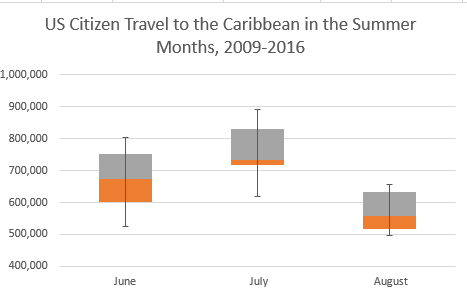 US Citizen Travel to the Caribbean in the Summer
Months, 2009-2016
1,000,000
900,000
800,000
700,000
600,000
500,000
400,000
June July August